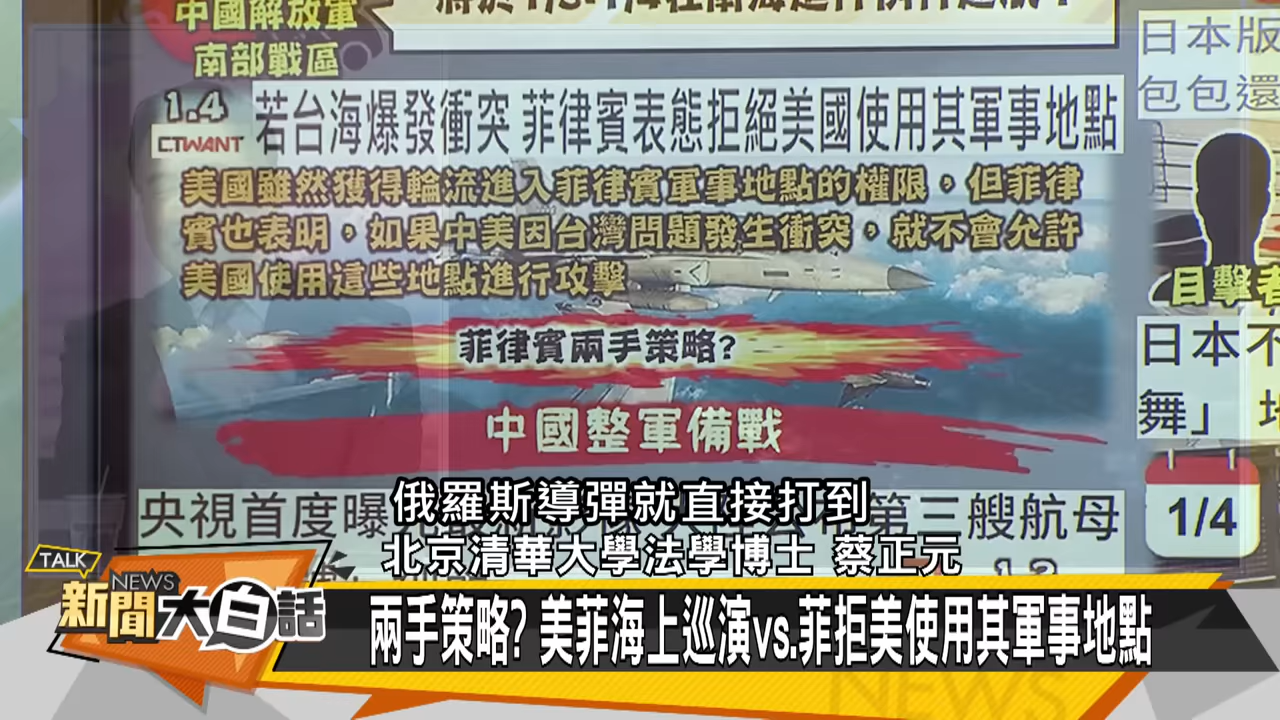 中國解放軍
南部戰區
1.4
CTWANT
若台海爆發衝突 菲律賓表態拒絕美國使用其軍事地點
美國雖然獲得輪流進入菲律賓軍事地點的權限，但菲律
賓也表明，如果中美因台灣問題發生衝突，就不會允許
美國使用這些地點進行攻擊
菲律賓兩手策略?
中國整軍備戰
央視首度曝
第三艘航母
日本版
包包還
目擊者
日本不
舞」
1/4
俄羅斯導彈就直接打到
北京清華大學法學博士 蔡正元
TALK
NEWS
新聞大白話
兩手策略? 美菲海上巡演vs.菲拒美使用其軍事地點
NEWS